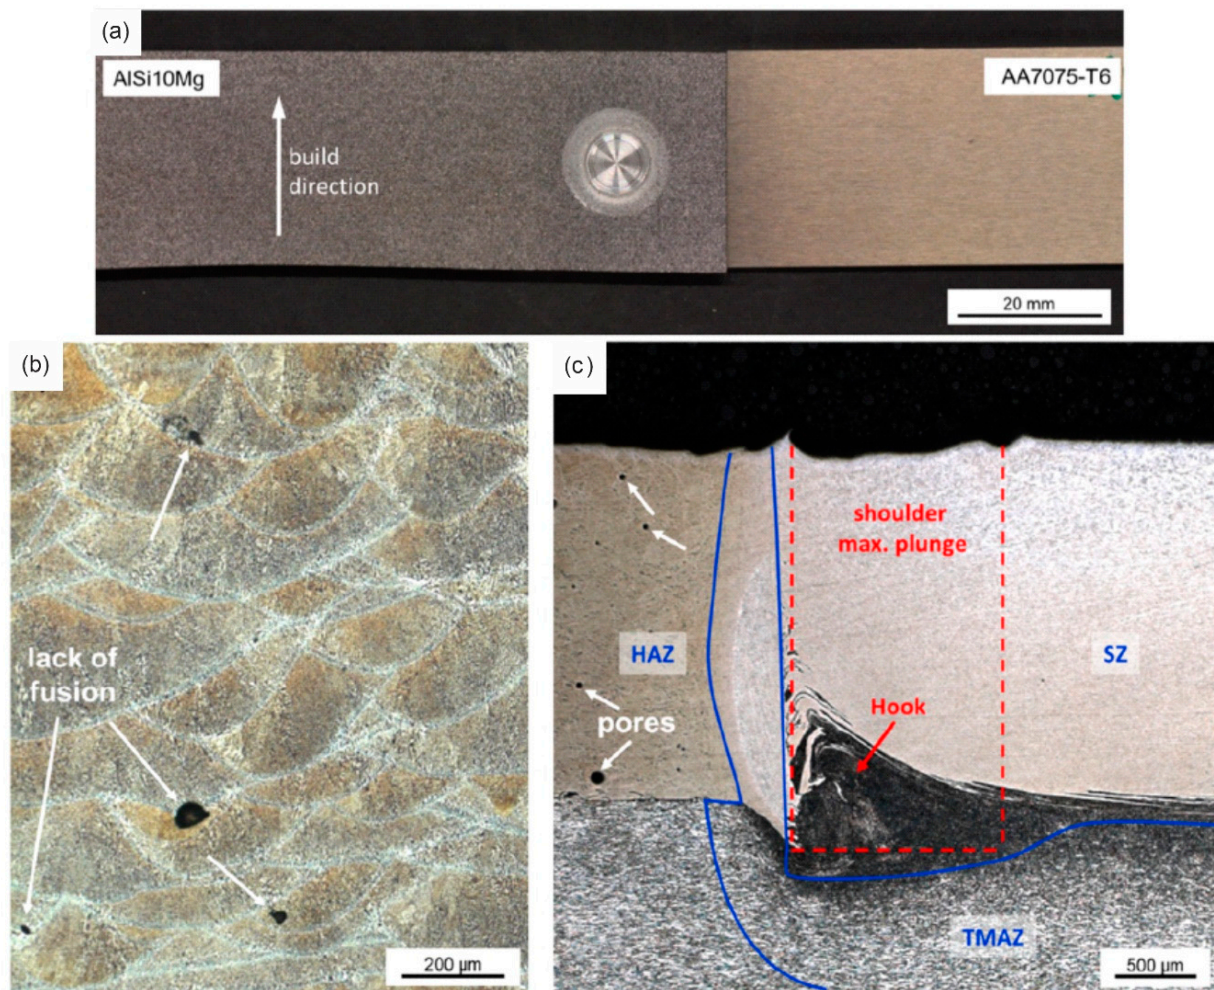 (a)
AlSi10Mg
AA7075-T6
build
direction
20 mm
(b)
lack of
fusion
200 µm
(c)
shoulder
max. plunge
HAZ
SZ
Hook
pores
TMAZ
500 µm